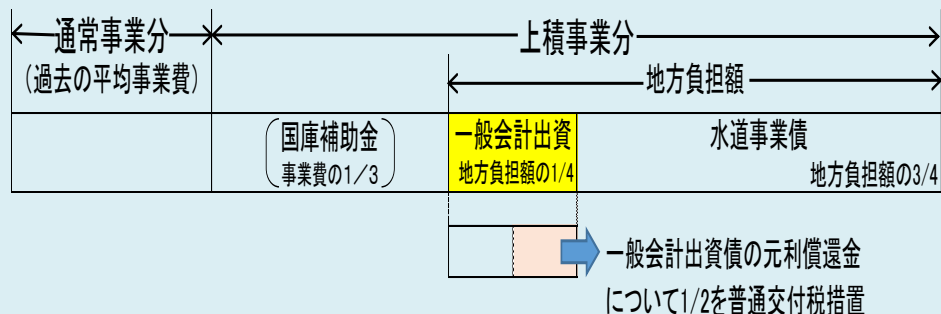 通常事業分
(過去の平均事業費)
上積事業分
地方負担額
国庫補助金
事業費の1/3
一般会計出資
地方負担額の1/4
水道事業債
地方負担額の3/4
一般会計出資債の元利償還金
について1/2を普通交付税措置